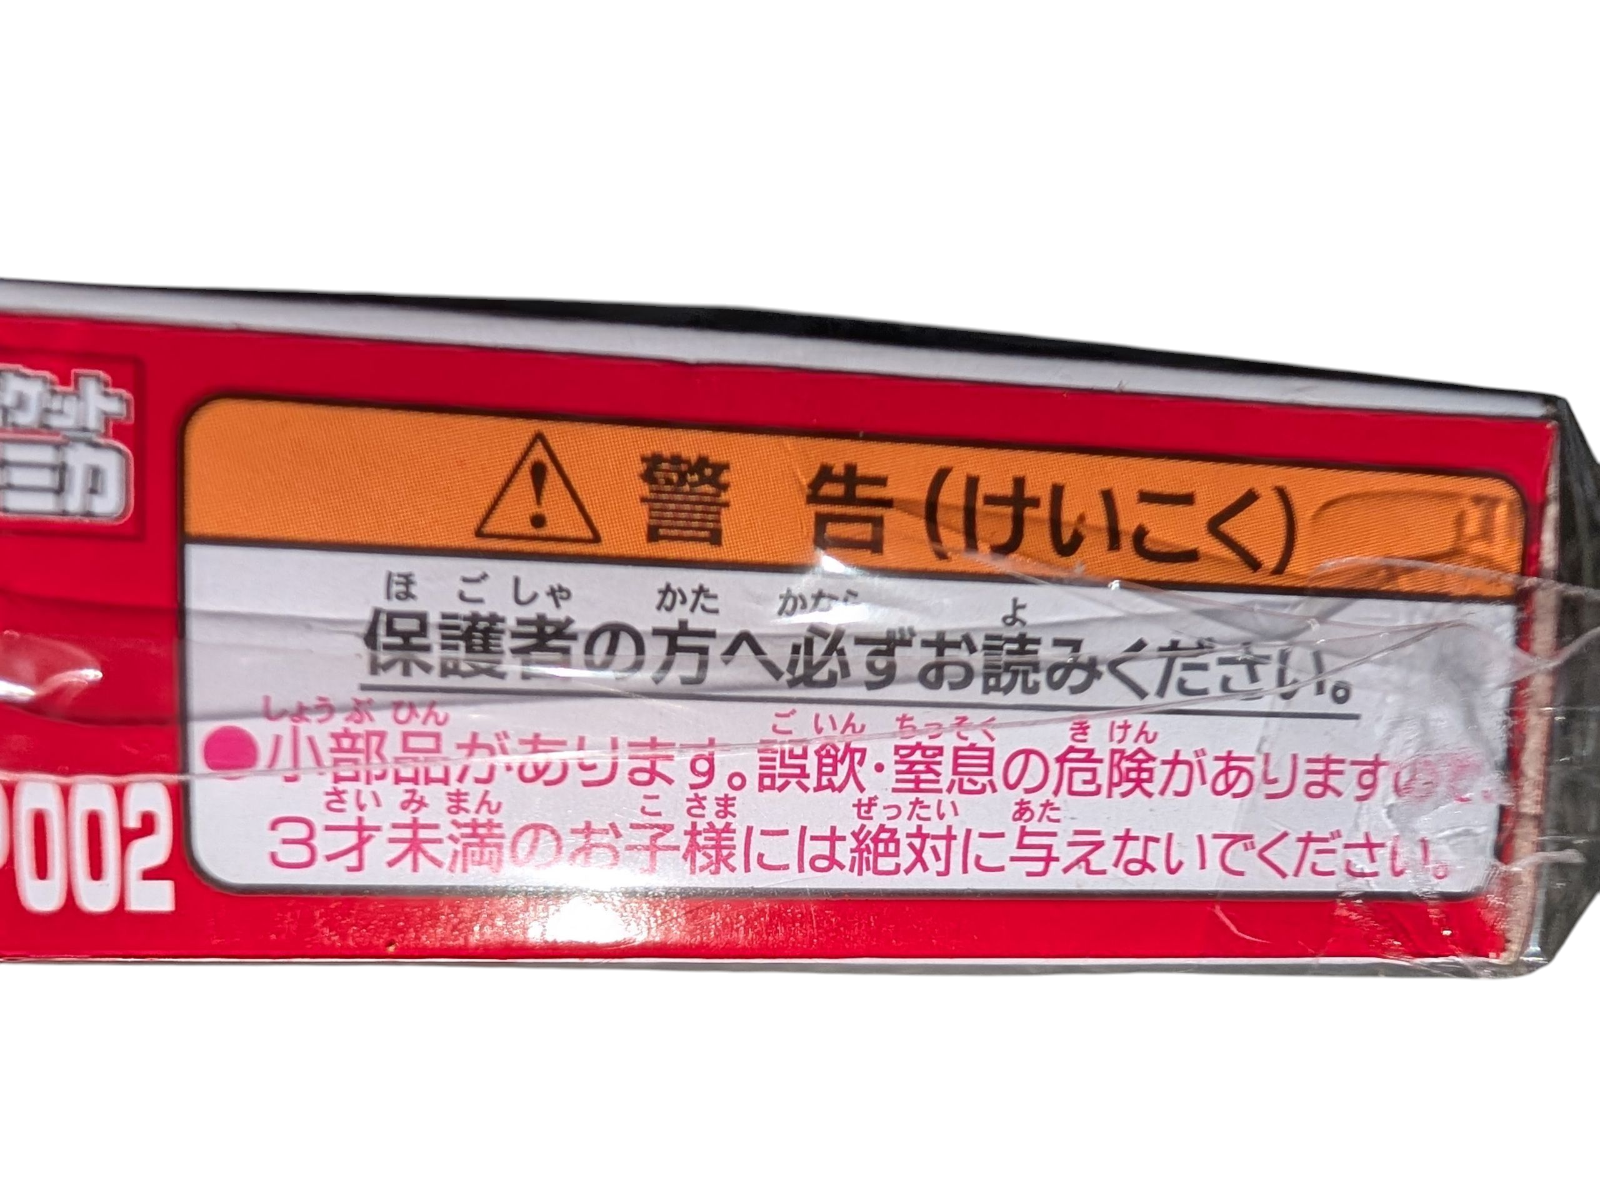 ケット
ミカ
002
警 告 (けいこく)
ほ ご しゃ かた かなら よ
保護者の方へ必ずお読みください。
しょう ぶ ひん ご いん ちっそく き けん
●小部品があります。誤飲・窒息の危険がありますので、
さい み まん こ さま ぜったい あた
3才未満のお子様には絶対に与えないでください。